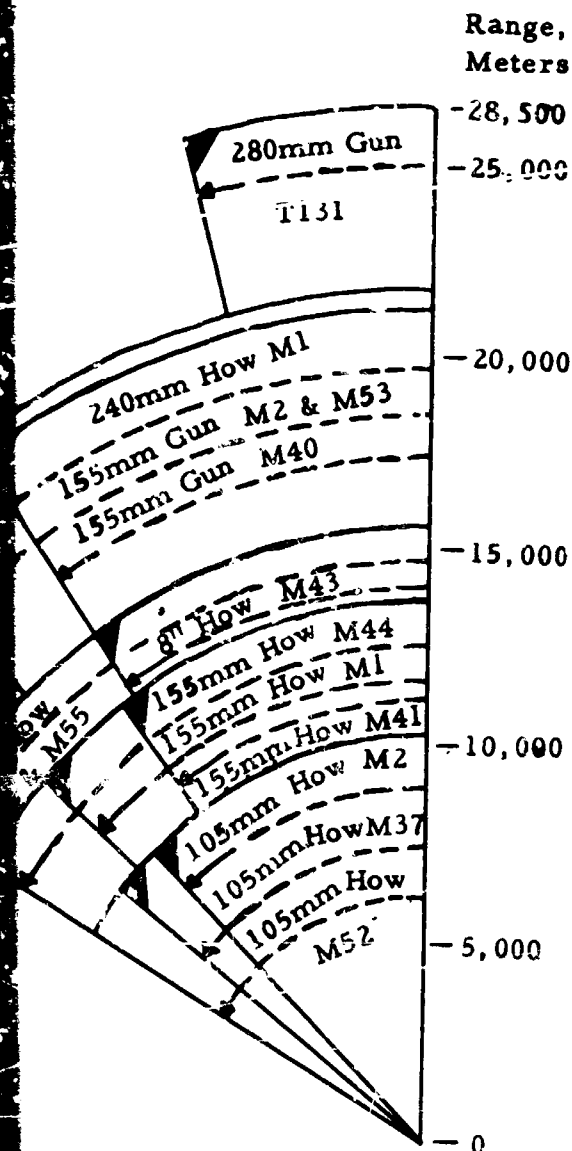 Range,
Meters
28,500
280mm Gun
25,000
T131
240mm How M1
20,000
155mm Gun M2 & M53
155mm Gun M40
15,000
8" How M43
155mm How M44
155mm How M1
& M55
155mm How M41
10,000
105mm How M2
105mm How M37
105mm How
M52
5,000
0